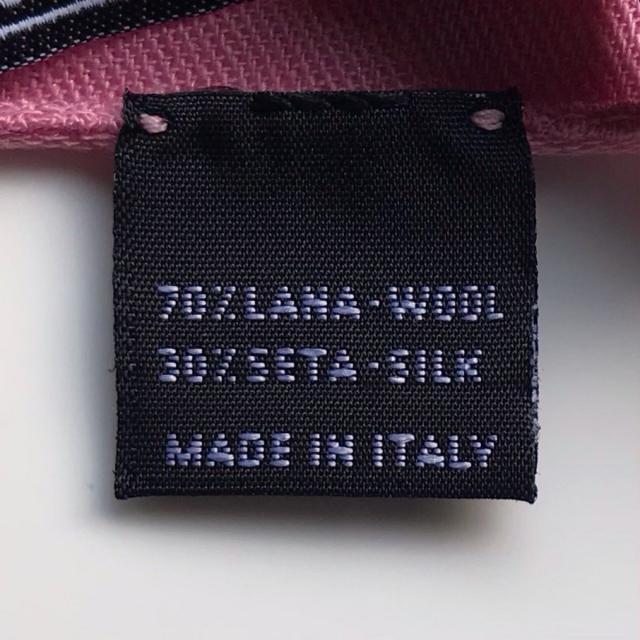 70% LANA - WOOL
30% SETA - SILK
MADE IN ITALY